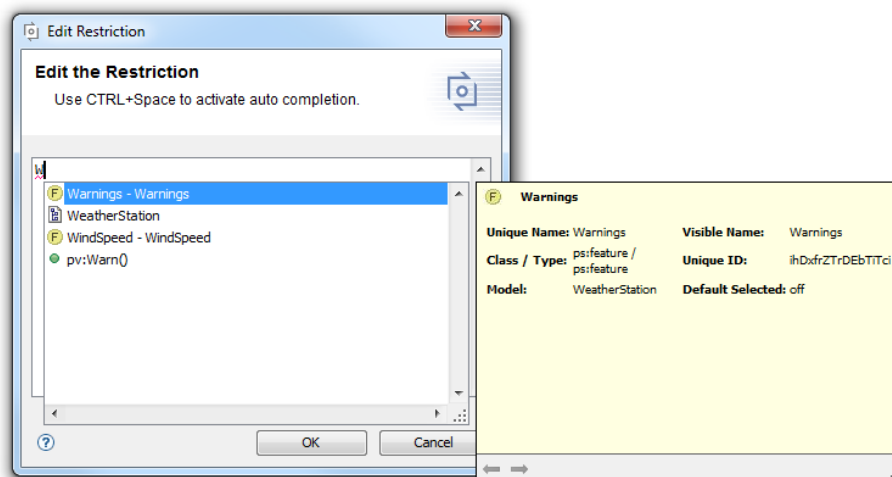 Edit Restriction
Edit the Restriction
Use CTRL+Space to activate auto completion.
W
F Warnings - Warnings
WeatherStation
F WindSpeed - WindSpeed
pv:Warn()
? OK Cancel
F Warnings
Unique Name: Warnings Visible Name: Warnings
Class / Type: ps:feature /
ps:feature Unique ID: ihDxfrZTrDEbTiTci
Model: WeatherStation Default Selected: off